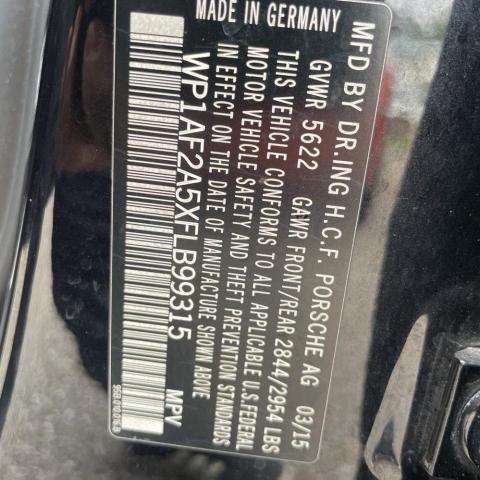 MFD BY DR.ING H.C.F. PORSCHE AG 03/15
GVWR 5622 GAWR FRONT/REAR 2844/2954 LBS
THIS VEHICLE CONFORMS TO ALL APPLICABLE U.S.FEDERAL
MOTOR VEHICLE SAFETY AND THEFT PREVENTION STANDARDS
IN EFFECT ON THE DATE OF MANUFACTURE SHOWN ABOVE
WP1AF2A5XFLB99315 MPV
MADE IN GERMANY